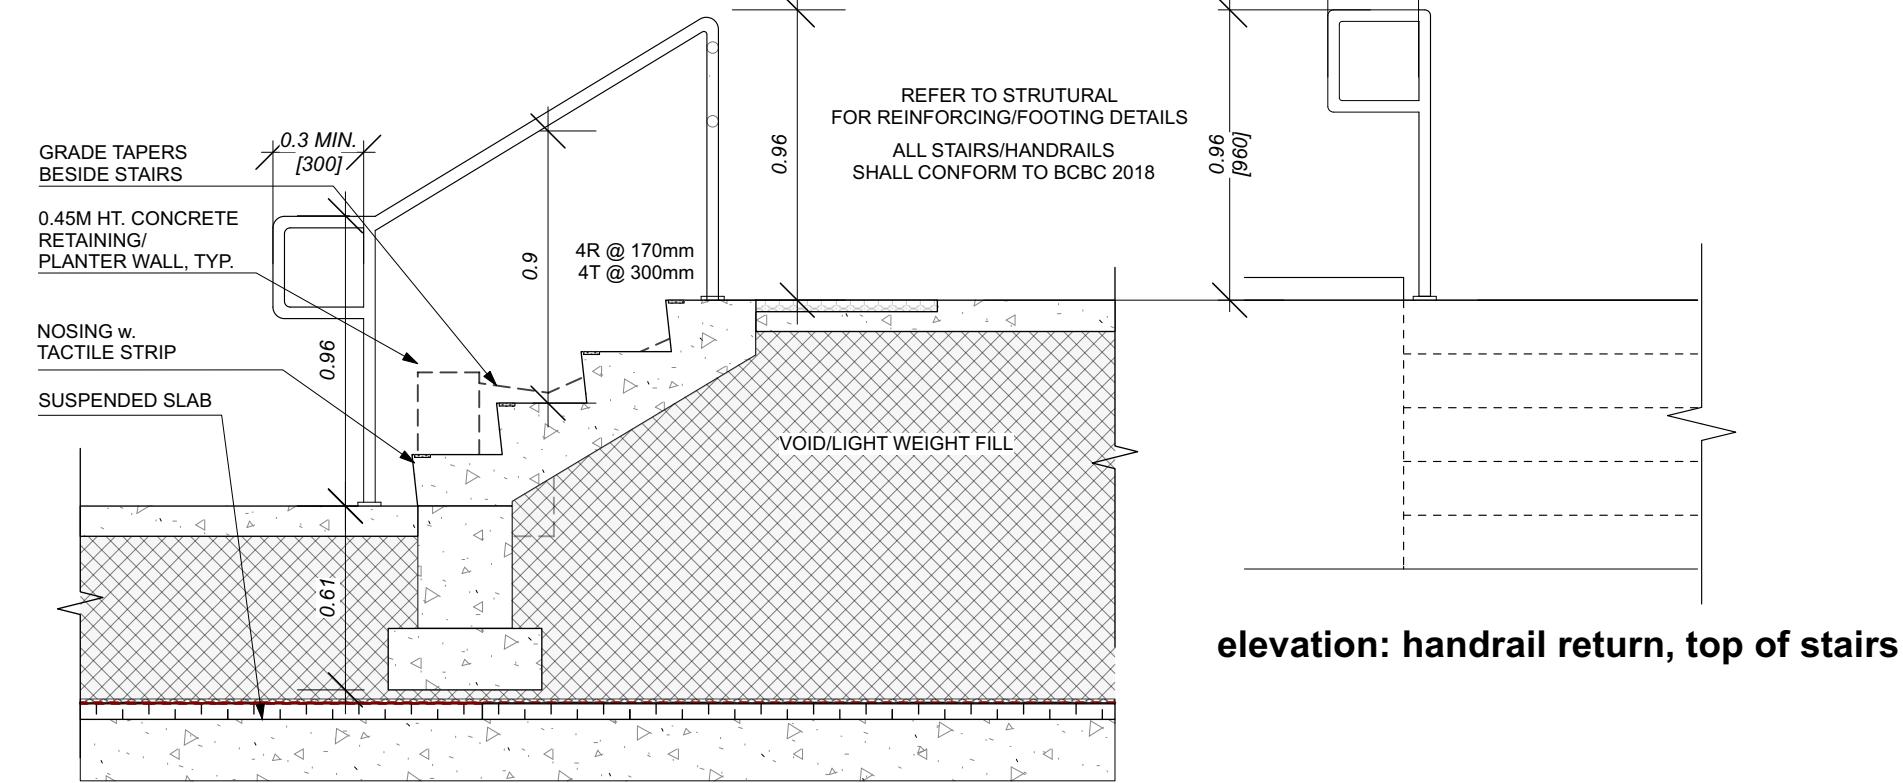 0.3 MIN.
[300]
GRADE TAPERS
BESIDE STAIRS
0.45M HT. CONCRETE
RETAINING/
PLANTER WALL, TYP.
NOSING w.
TACTILE STRIP
SUSPENDED SLAB
0.96
0.61
0.9
4R @ 170mm
4T @ 300mm
0.96
REFER TO STRUTURAL
FOR REINFORCING/FOOTING DETAILS
ALL STAIRS/HANDRAILS
SHALL CONFORM TO BCBC 2018
VOID/LIGHT WEIGHT FILL
0.96
[960]
elevation: handrail return, top of stairs